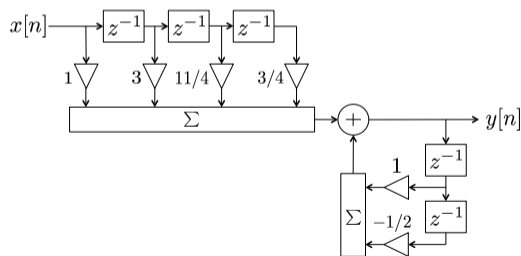 x[n] z⁻¹ z⁻¹ z⁻¹
1 3 11/4 3/4
Σ + y[n]
z⁻¹
1
Σ z⁻¹
-1/2